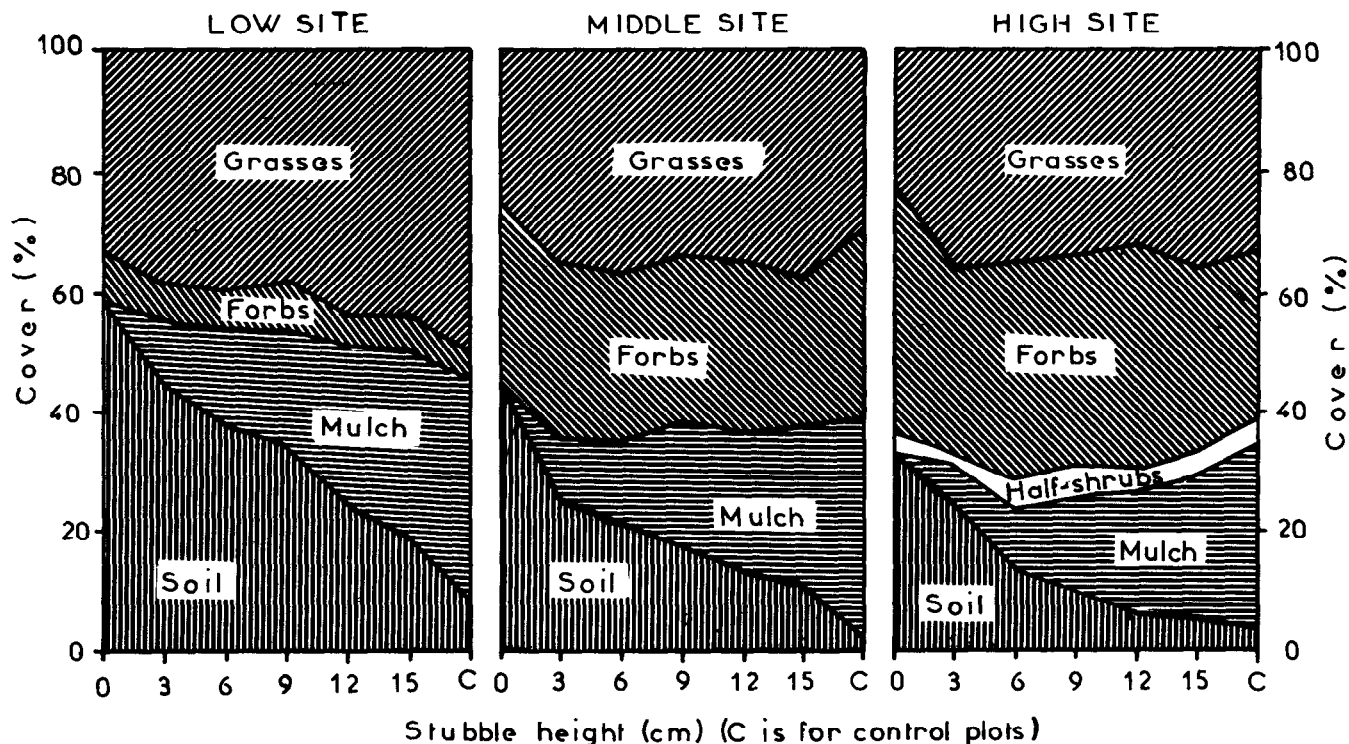 LOW SITE
MIDDLE SITE
HIGH SITE
100
80
60
40
20
0
Cover (%)
Grasses
Forbs
Mulch
Soil
0 3 6 9 12 15 C
Grasses
Forbs
Mulch
Soil
0 3 6 9 12 15 C
Grasses
Forbs
Half-shrubs
Mulch
Soil
0 3 6 9 12 15 C
100
80
60
40
20
0
Cover (%)
Stubble height (cm) (C is for control plots)